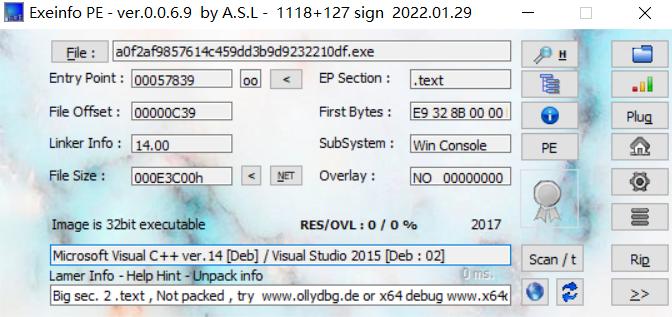 Exeinfo PE - ver.0.0.6.9 by A.S.L - 1118+127 sign 2022.01.29
File : a0f2af9857614c459dd3b9d9232210df.exe H
Entry Point : 00057839 oo < EP Section : .text
File Offset : 00000C39 First Bytes : E9 32 8B 00 00 Plug
Linker Info : 14.00 SubSystem : Win Console PE
File Size : 000E3C00h < NET Overlay : NO 00000000
Image is 32bit executable RES/OVL : 0 / 0 % 2017
Microsoft Visual C++ ver.14 [Deb] / Visual Studio 2015 [Deb : 02] Scan / t Rip
Lamer Info - Help Hint - Unpack info 0 ms.
Big sec. 2 .text , Not packed , try www.ollydbg.de or x64 debug www.x64 >>